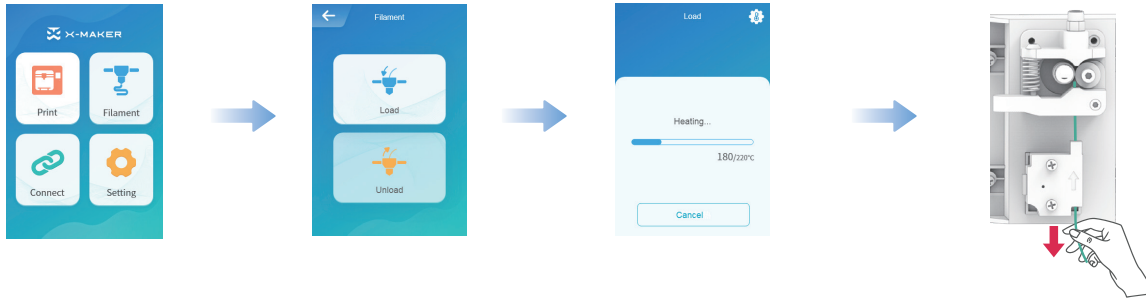 X-MAKER
Print
Filament
Connect
Setting
Filament
Load
Unload
Load
Heating...
180/220℃
Cancel